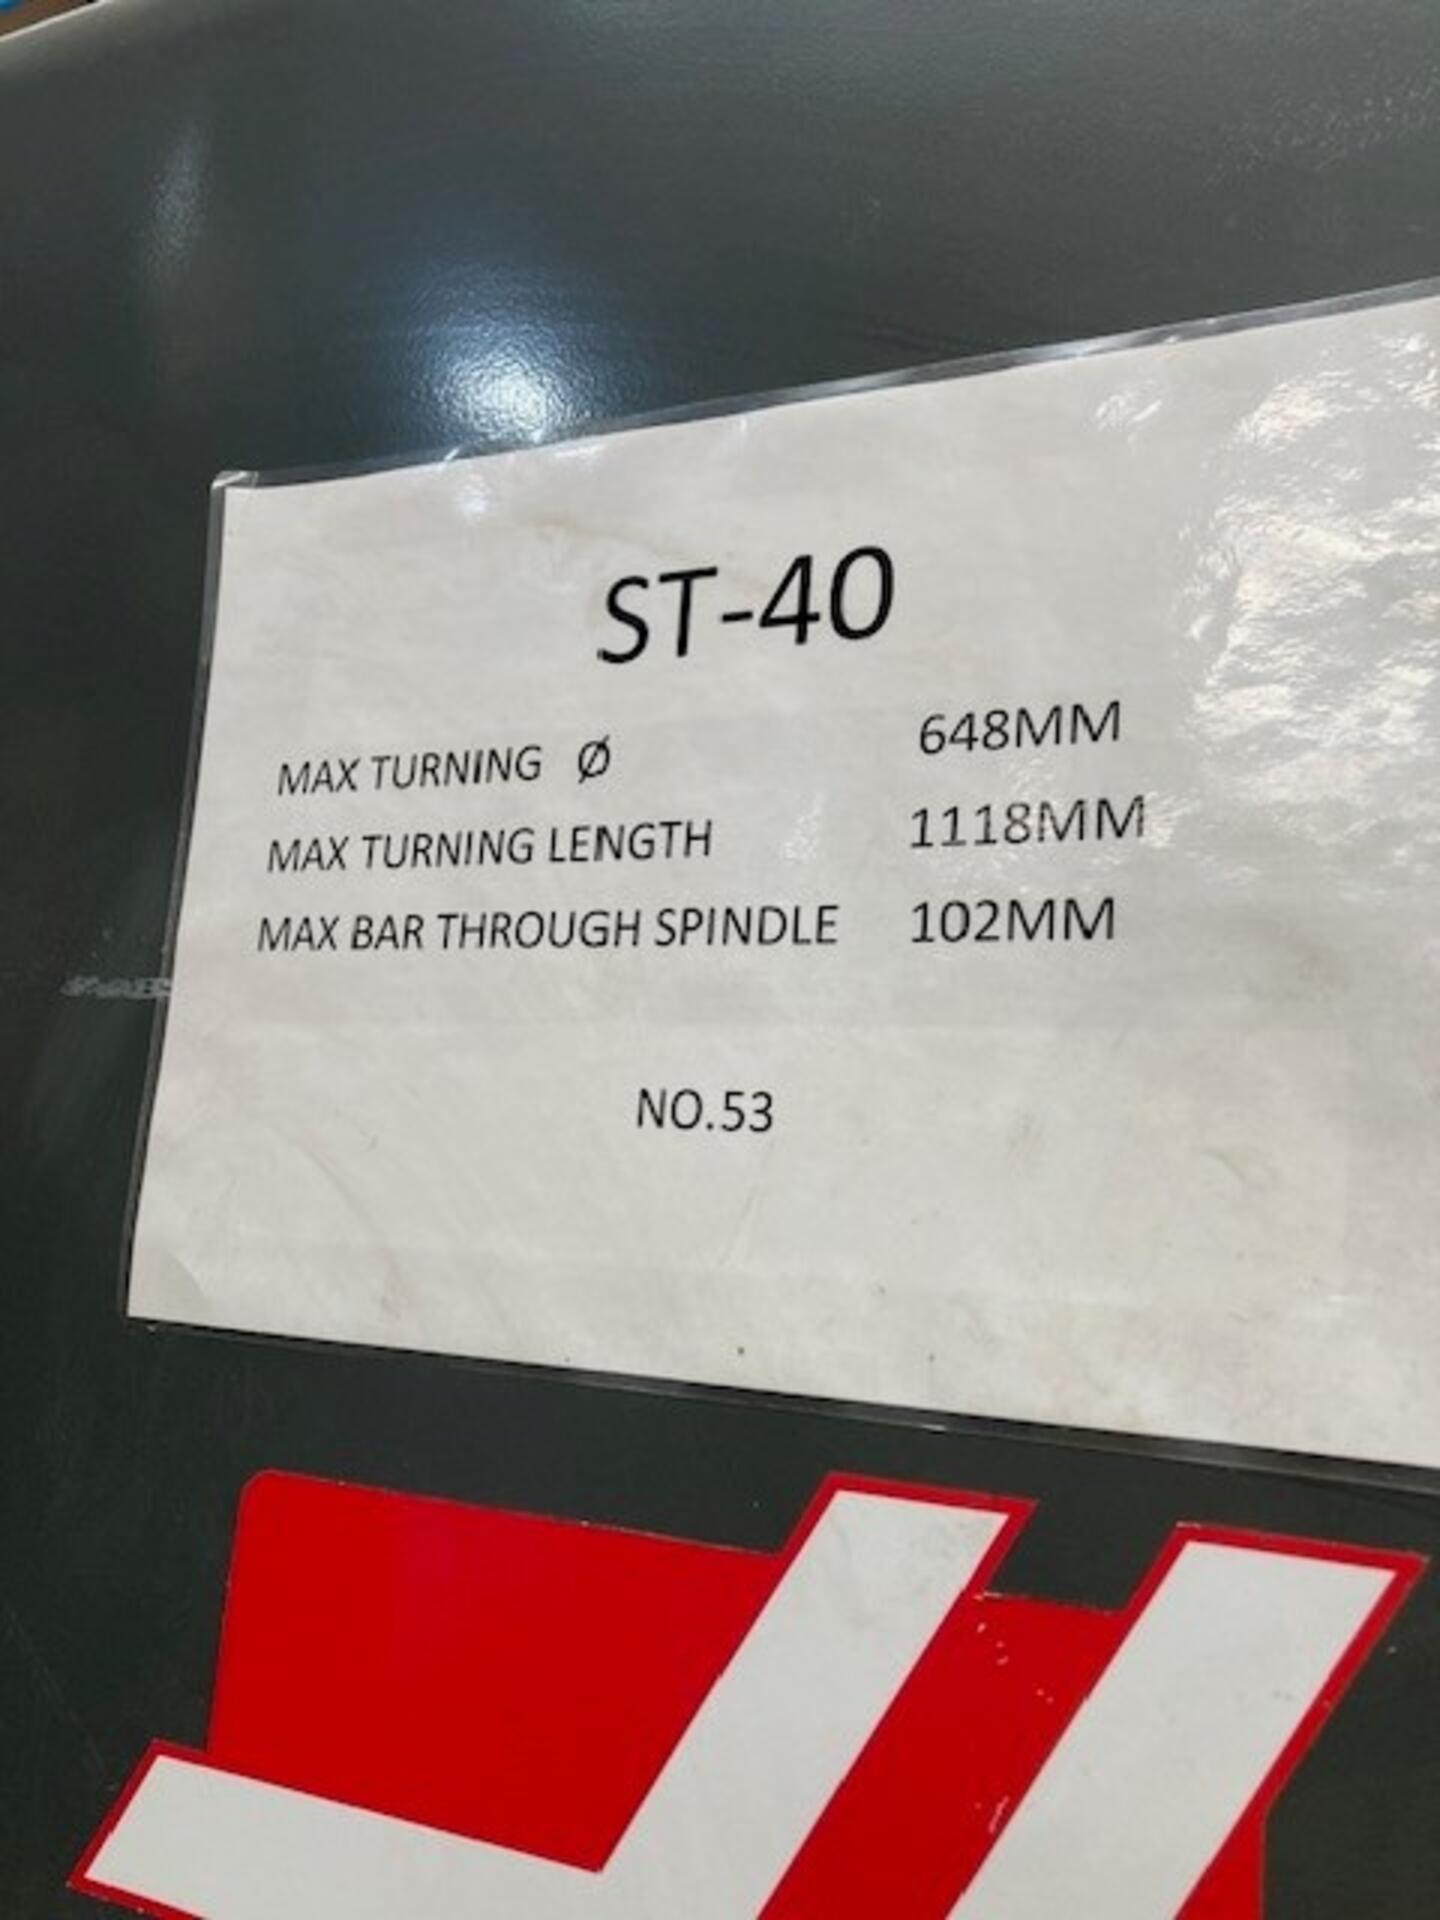 ST-40
MAX TURNING Ø 648MM
MAX TURNING LENGTH 1118MM
MAX BAR THROUGH SPINDLE 102MM
NO.53